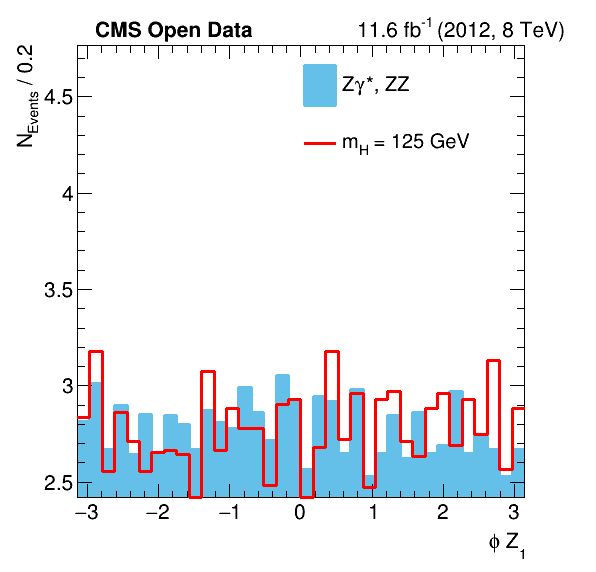 CMS Open Data 11.6 fb-1 (2012, 8 TeV)
NEvents / 0.2
Zγ*, ZZ
mH = 125 GeV
4.5
4
3.5
3
2.5
−3 −2 −1 0 1 2 3
ϕ Z1